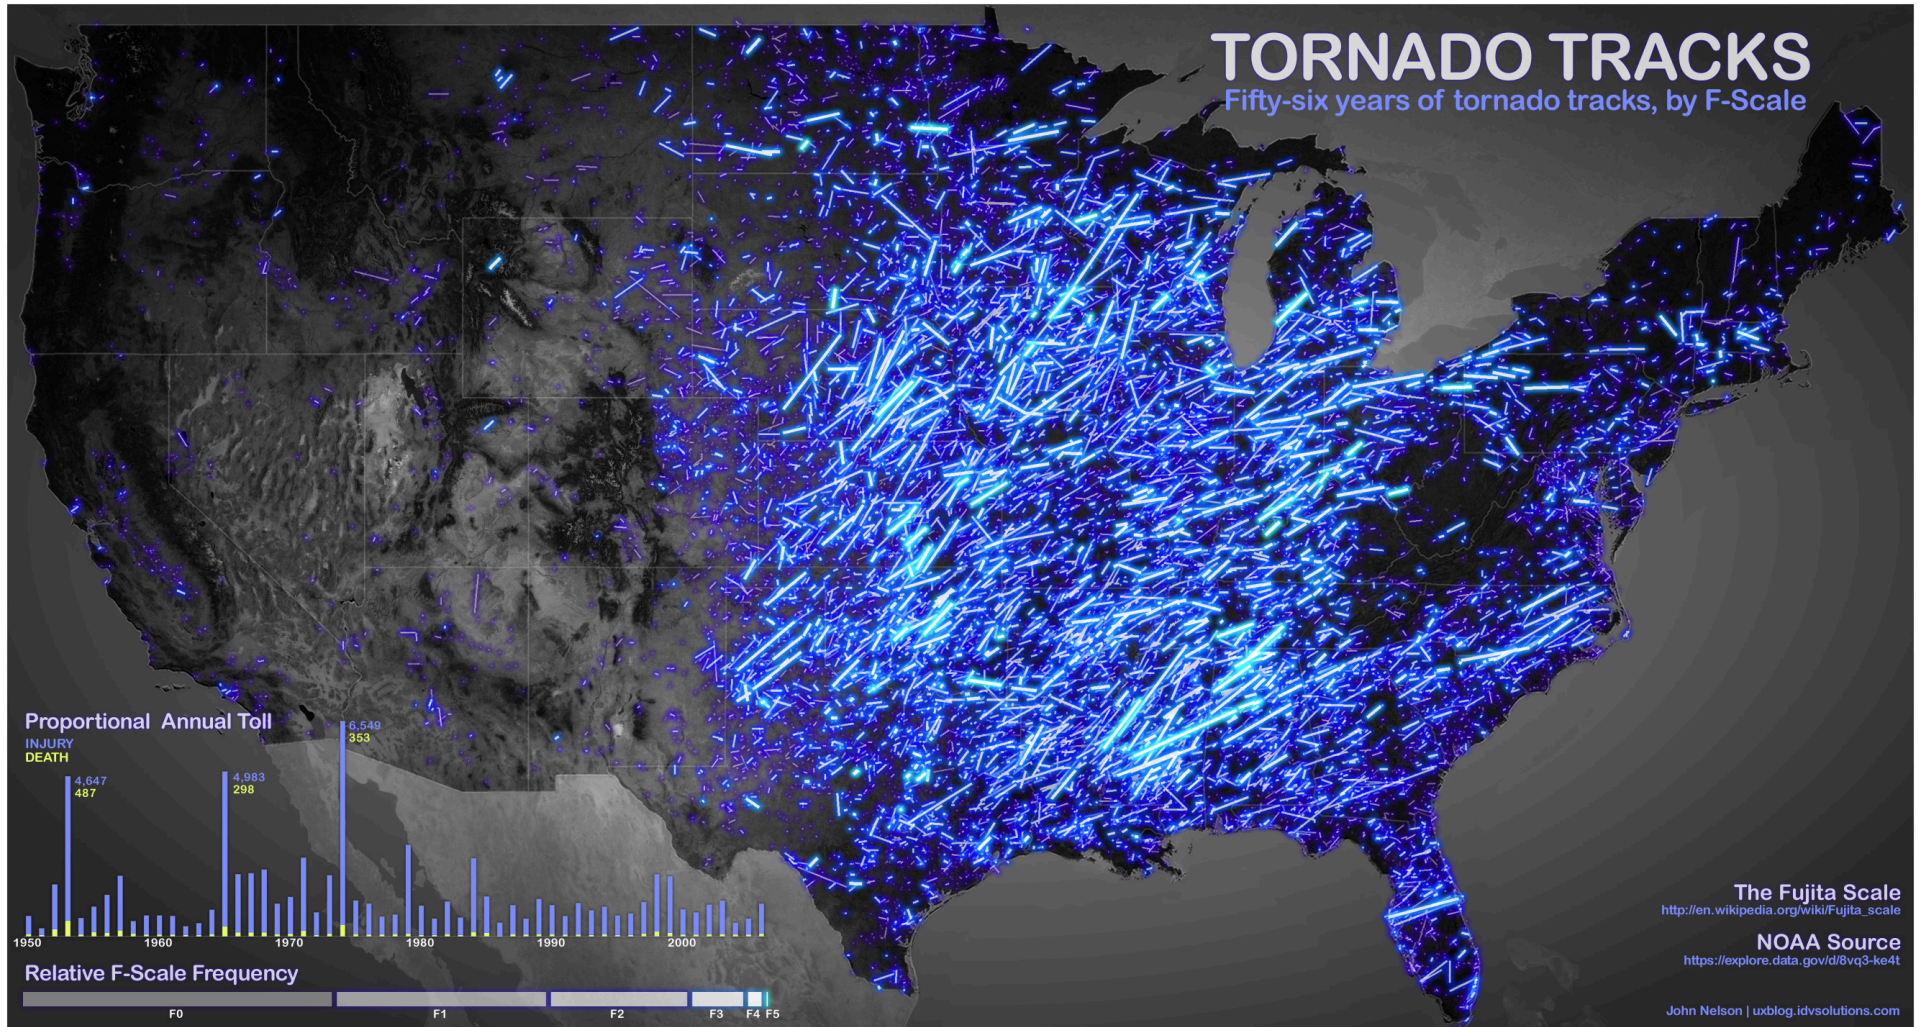 TORNADO TRACKS
Fifty-six years of tornado tracks, by F-Scale
Proportional Annual Toll
INJURY
DEATH
4,647
487
4,983
298
6,549
353
1950 1960 1970 1980 1990 2000
Relative F-Scale Frequency
F0 F1 F2 F3 F4 F5
The Fujita Scale
http://en.wikipedia.org/wiki/Fujita_scale
NOAA Source
https://explore.data.gov/d/8vq3-ke4t
John Nelson | uxblog.idvsolutions.com